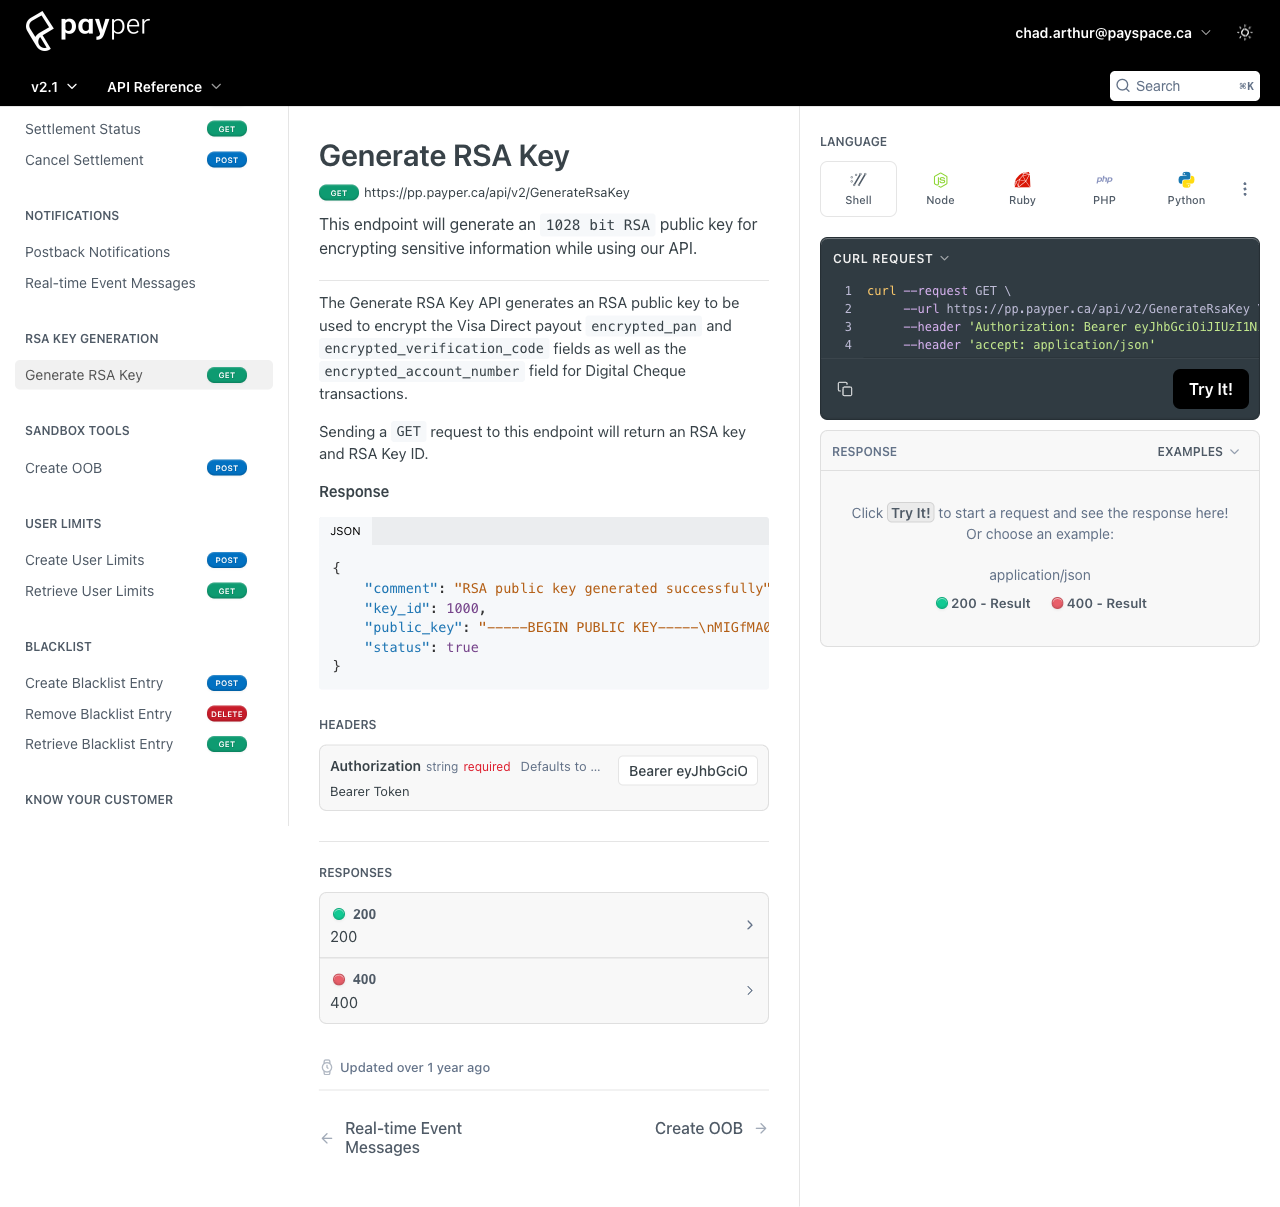 payper
chad.arthur@payspace.ca
v2.1
API Reference
Search
⌘K
Settlement Status GET
Cancel Settlement POST
NOTIFICATIONS
Postback Notifications
Real-time Event Messages
RSA KEY GENERATION
Generate RSA Key GET
SANDBOX TOOLS
Create OOB POST
USER LIMITS
Create User Limits POST
Retrieve User Limits GET
BLACKLIST
Create Blacklist Entry POST
Remove Blacklist Entry DELETE
Retrieve Blacklist Entry GET
KNOW YOUR CUSTOMER
Generate RSA Key
GET https://pp.payper.ca/api/v2/GenerateRsaKey
This endpoint will generate an 1028 bit RSA public key for
encrypting sensitive information while using our API.
The Generate RSA Key API generates an RSA public key to be
used to encrypt the Visa Direct payout encrypted_pan and
encrypted_verification_code fields as well as the
encrypted_account_number field for Digital Cheque
transactions.
Sending a GET request to this endpoint will return an RSA key
and RSA Key ID.
Response
JSON
{
"comment": "RSA public key generated successfully"
"key_id": 1000,
"public_key": "-----BEGIN PUBLIC KEY-----\nMIGfMA0
"status": true
}
HEADERS
Authorization string required Defaults to ...
Bearer eyJhbGciO
Bearer Token
RESPONSES
200
200
400
400
Updated over 1 year ago
Real-time Event
Messages
Create OOB
LANGUAGE
Shell
Node
Ruby
PHP
Python
CURL REQUEST
1 curl --request GET \
2 --url https://pp.payper.ca/api/v2/GenerateRsaKey
3 --header 'Authorization: Bearer eyJhbGciOiJIUzI1N
4 --header 'accept: application/json'
Try It!
RESPONSE
EXAMPLES
Click Try It! to start a request and see the response here!
Or choose an example:
application/json
200 - Result
400 - Result